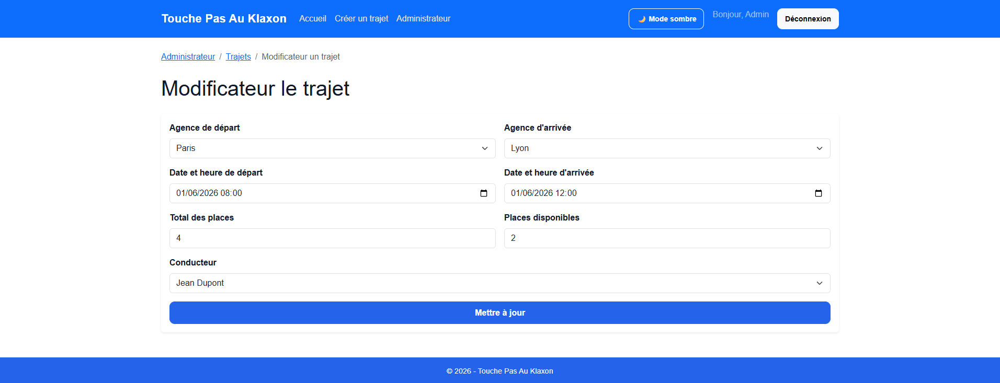 Touche Pas Au Klaxon Accueil Créer un trajet Administrateur 🌙 Mode sombre Bonjour, Admin Déconnexion
Administrateur / Trajets / Modificateur un trajet
Modificateur le trajet
Agence de départ Agence d'arrivée
Paris Lyon
Date et heure de départ Date et heure d'arrivée
01/06/2026 08:00 01/06/2026 12:00
Total des places Places disponibles
4 2
Conducteur
Jean Dupont
Mettre à jour
© 2026 - Touche Pas Au Klaxon